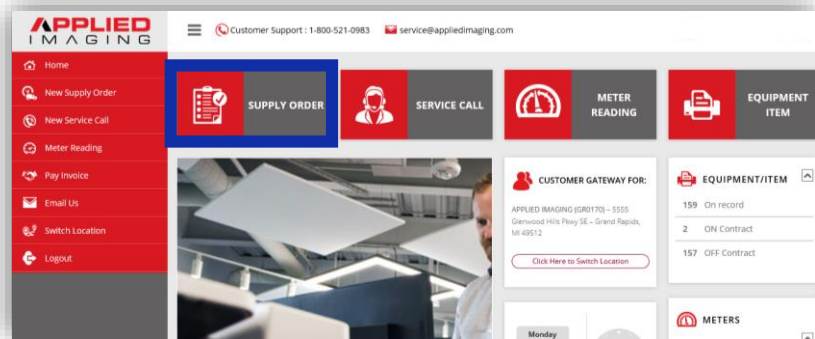 APPLIED
IMAGING
Customer Support : 1-800-521-0983
service@appliedimaging.com
Home
New Supply Order
New Service Call
Meter Reading
Pay Invoice
Email Us
Switch Location
Logout
SUPPLY ORDER
SERVICE CALL
METER
READING
EQUIPMENT
ITEM
CUSTOMER GATEWAY FOR:
APPLIED IMAGING (GR0170) – 5555
Glenwood Hills Pkwy SE – Grand Rapids,
MI 49512
Click Here to Switch Location
EQUIPMENT/ITEM
159 On record
2 ON Contract
157 OFF Contract
Monday
METERS